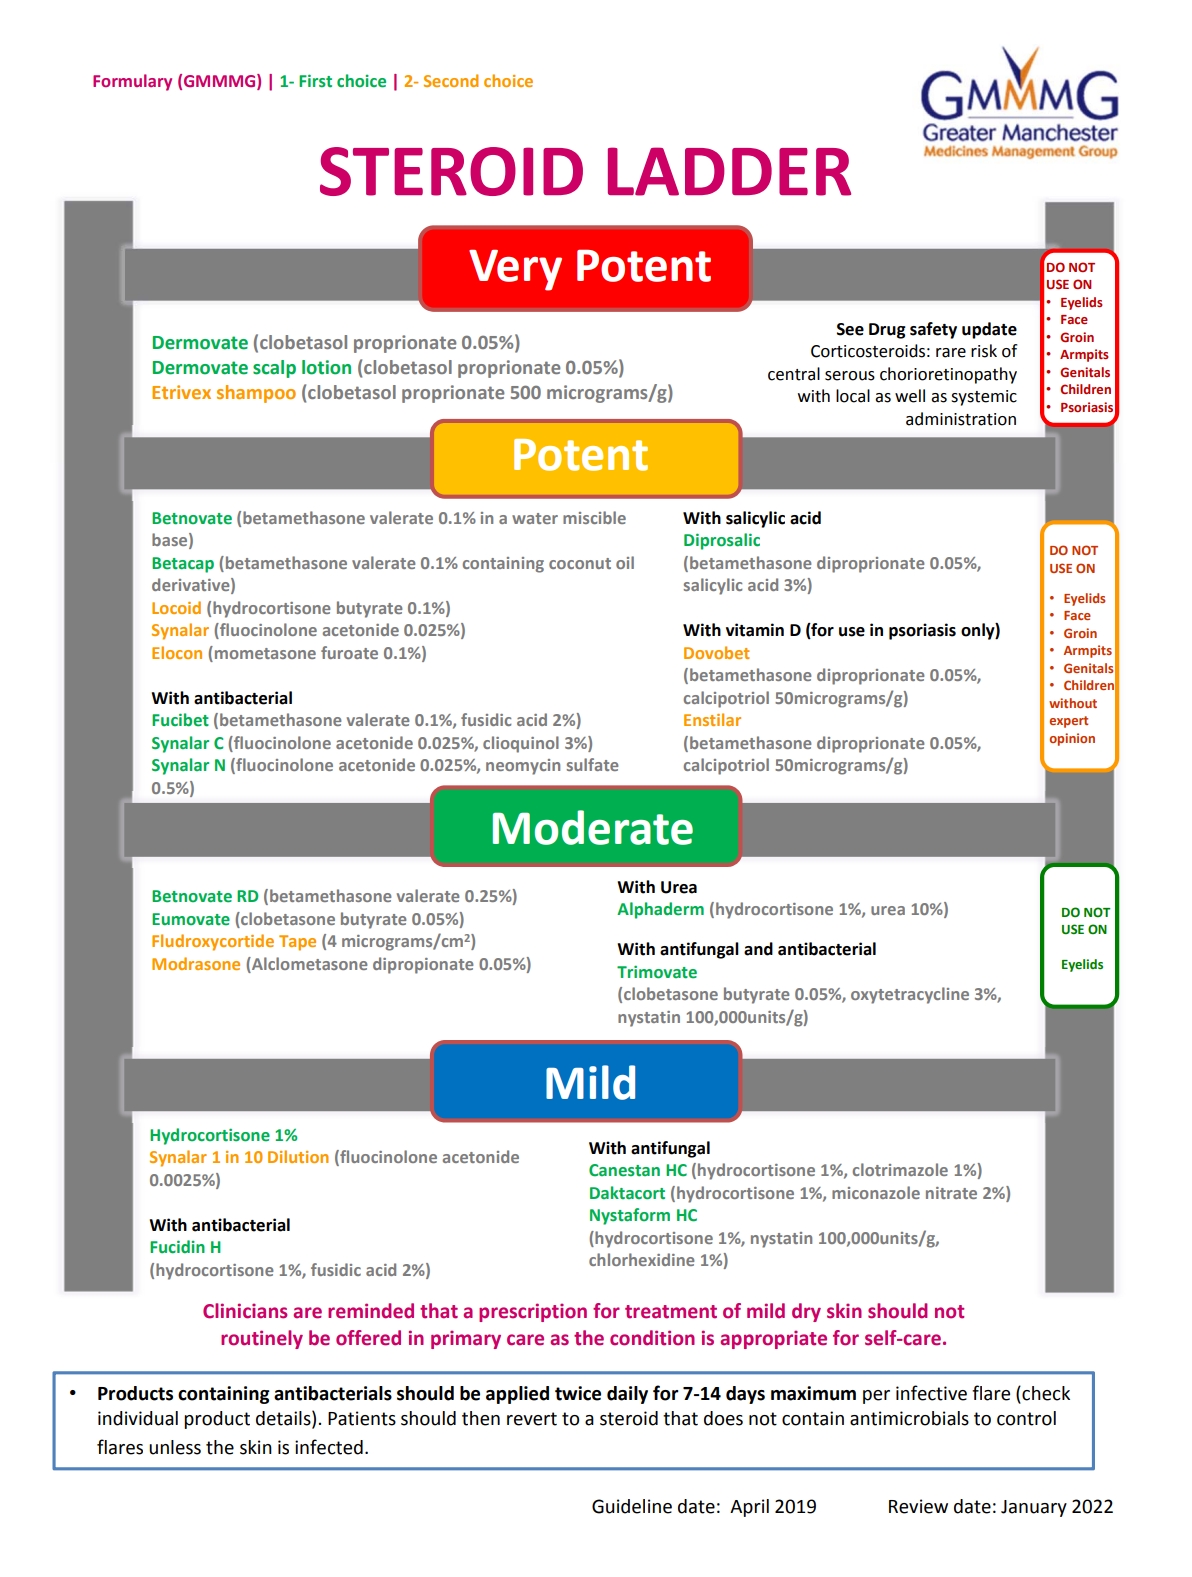 Formulary (GMMMG) | 1- First choice | 2- Second choice
GMMMG
Greater Manchester
Medicines Management Group
STEROID LADDER
Very Potent
Dermovate (clobetasol proprionate 0.05%)
Dermovate scalp lotion (clobetasol proprionate 0.05%)
Etrivex shampoo (clobetasol proprionate 500 micrograms/g)
See Drug safety update
Corticosteroids: rare risk of
central serous chorioretinopathy
with local as well as systemic
administration
DO NOT
USE ON
• Eyelids
• Face
• Groin
• Armpits
• Genitals
• Children
• Psoriasis
Potent
Betnovate (betamethasone valerate 0.1% in a water miscible
base)
Betacap (betamethasone valerate 0.1% containing coconut oil
derivative)
Locoid (hydrocortisone butyrate 0.1%)
Synalar (fluocinolone acetonide 0.025%)
Elocon (mometasone furoate 0.1%)
With antibacterial
Fucibet (betamethasone valerate 0.1%, fusidic acid 2%)
Synalar C (fluocinolone acetonide 0.025%, clioquinol 3%)
Synalar N (fluocinolone acetonide 0.025%, neomycin sulfate
0.5%)
With salicylic acid
Diprosalic
(betamethasone diproprionate 0.05%,
salicylic acid 3%)
With vitamin D (for use in psoriasis only)
Dovobet
(betamethasone diproprionate 0.05%,
calcipotriol 50micrograms/g)
Enstilar
(betamethasone diproprionate 0.05%,
calcipotriol 50micrograms/g)
DO NOT
USE ON
• Eyelids
• Face
• Groin
• Armpits
• Genitals
• Children
without
expert
opinion
Moderate
Betnovate RD (betamethasone valerate 0.25%)
Eumovate (clobetasone butyrate 0.05%)
Fludroxycortide Tape (4 micrograms/cm²)
Modrasone (Alclometasone dipropionate 0.05%)
With Urea
Alphaderm (hydrocortisone 1%, urea 10%)
With antifungal and antibacterial
Trimovate
(clobetasone butyrate 0.05%, oxytetracycline 3%,
nystatin 100,000units/g)
DO NOT
USE ON
Eyelids
Mild
Hydrocortisone 1%
Synalar 1 in 10 Dilution (fluocinolone acetonide
0.0025%)
With antibacterial
Fucidin H
(hydrocortisone 1%, fusidic acid 2%)
With antifungal
Canestan HC (hydrocortisone 1%, clotrimazole 1%)
Daktacort (hydrocortisone 1%, miconazole nitrate 2%)
Nystaform HC
(hydrocortisone 1%, nystatin 100,000units/g,
chlorhexidine 1%)
Clinicians are reminded that a prescription for treatment of mild dry skin should not
routinely be offered in primary care as the condition is appropriate for self-care.
• Products containing antibacterials should be applied twice daily for 7-14 days maximum per infective flare (check
individual product details). Patients should then revert to a steroid that does not contain antimicrobials to control
flares unless the skin is infected.
Guideline date: April 2019 Review date: January 2022